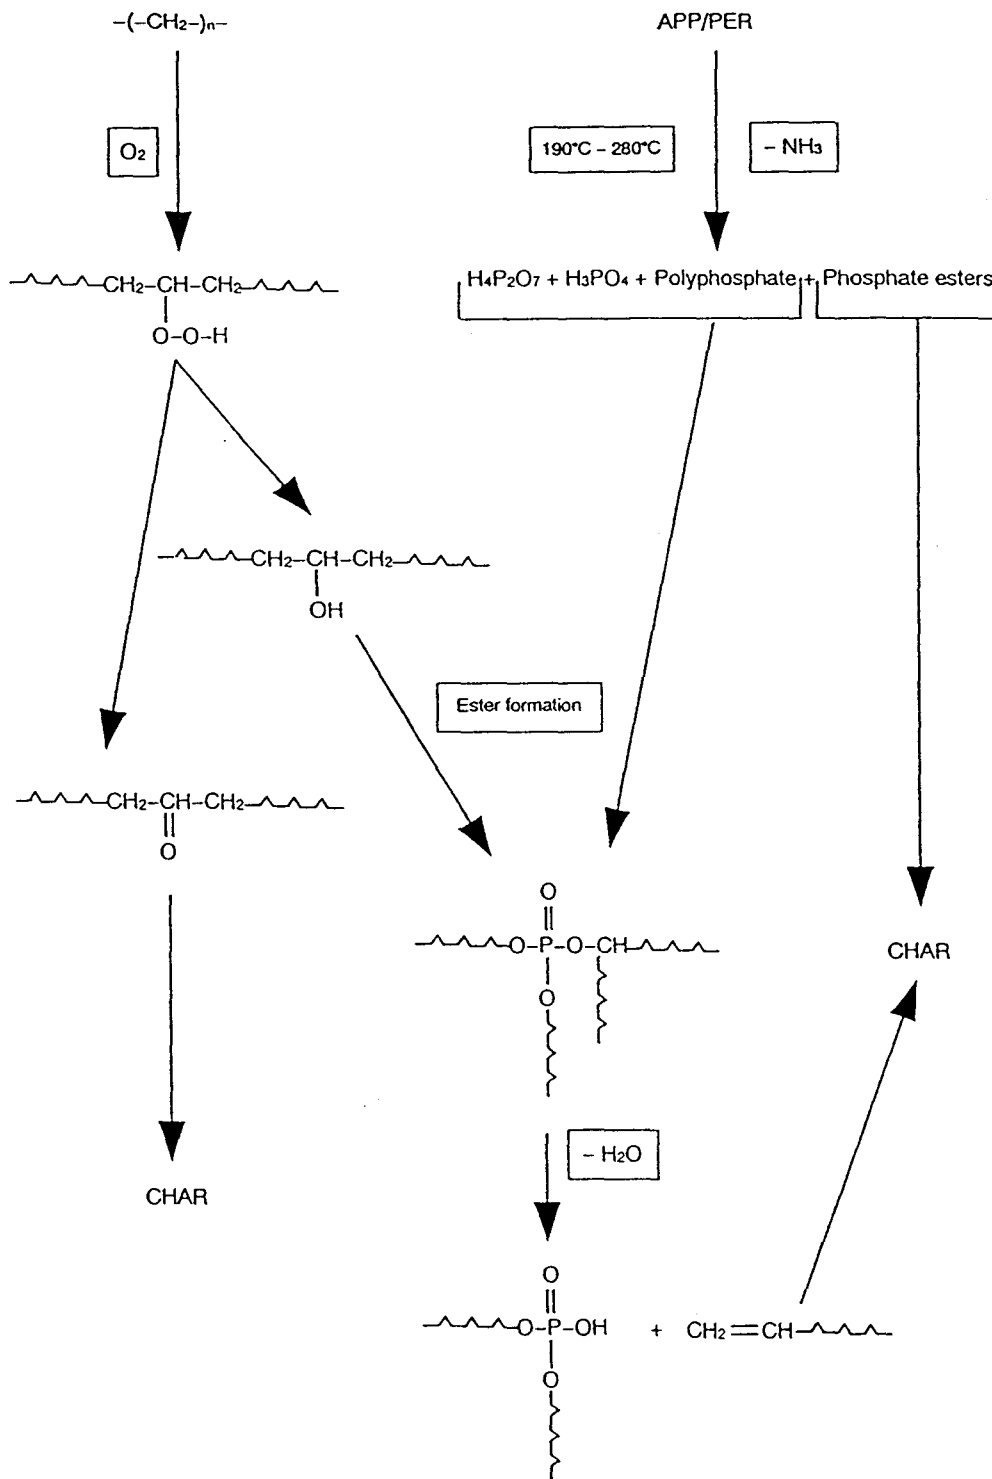 –(–CH₂–)ₙ–
APP/PER
O₂
190°C – 280°C
– NH₃
CH₂–CH–CH₂
O–O–H
H₄P₂O₇ + H₃PO₄ + Polyphosphate + Phosphate esters
CH₂–CH–CH₂
OH
Ester formation
CH₂–CH–CH₂
O
O
O–P–O–CH
O
CHAR
– H₂O
CHAR
O
O–P–OH + CH₂=CH
O